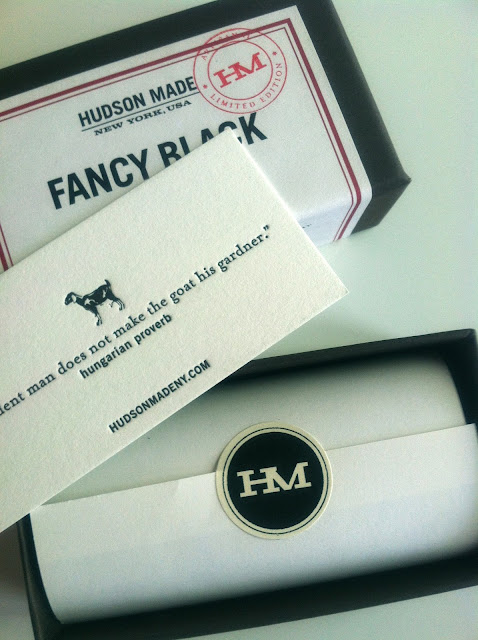 HUDSON MADE
NEW YORK, USA
HM
LIMITED EDITION
FANCY BLACK
man does not make the goat his gardner."
hungarian proverb
HUDSONMADENY.COM
HM